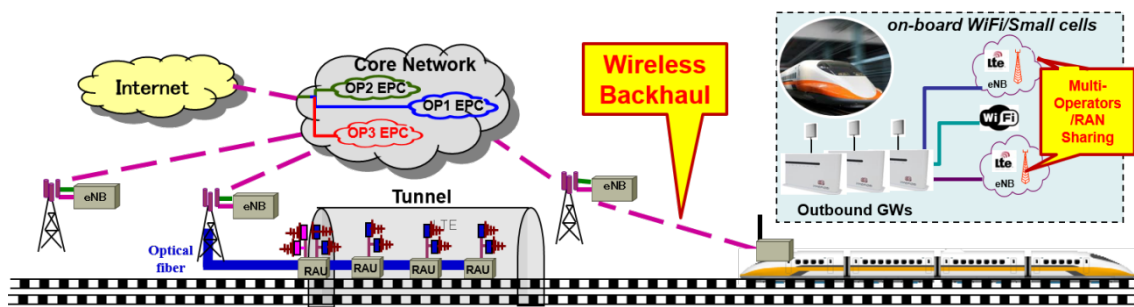 on-board WiFi/Small cells
Core Network
OP2 EPC
Internet
OP1 EPC
OP3 EPC
Wireless
Backhaul
Lte
eNB
Multi-
Operators
/RAN
Sharing
WiFi
Lte
eNB
Outbound GWs
eNB
eNB
eNB
Tunnel
LTE
Optical
fiber
RAU
RAU
RAU
RAU